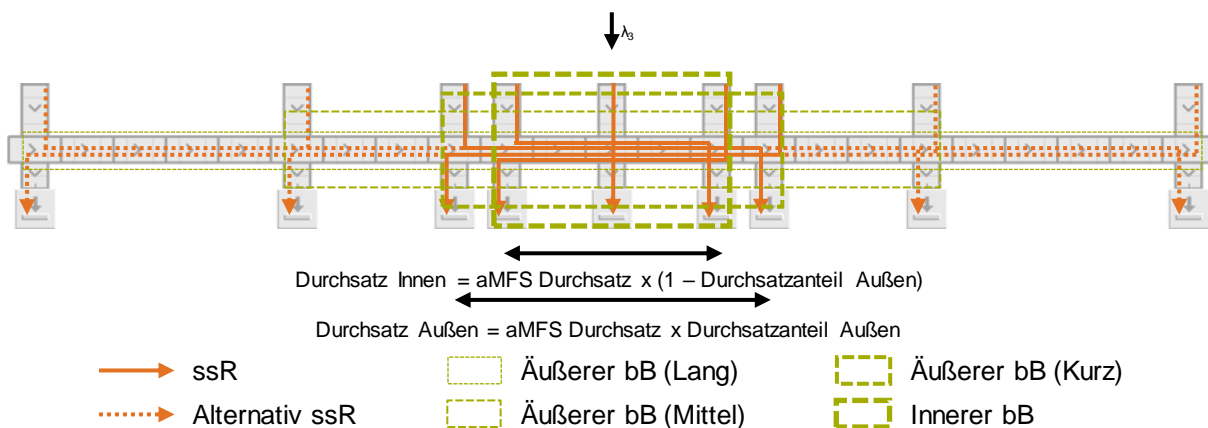 λ₃
Durchsatz Innen = aMFS Durchsatz x (1 – Durchsatzanteil Außen)
Durchsatz Außen = aMFS Durchsatz x Durchsatzanteil Außen
ssR
Äußerer bB (Lang)
Äußerer bB (Kurz)
Alternativ ssR
Äußerer bB (Mittel)
Innerer bB